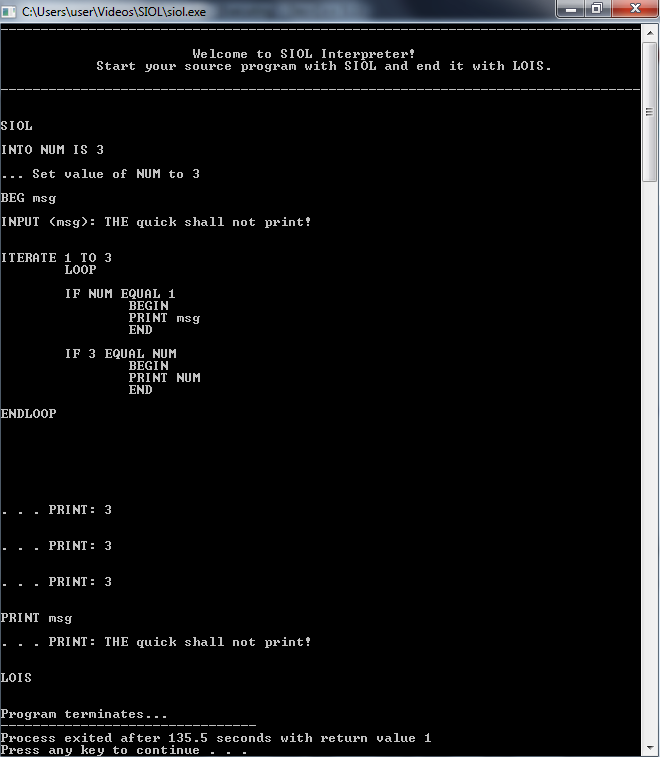 C:\Users\user\Videos\SIOL\siol.exe
--------------------------------------------------------------------------------
Welcome to SIOL Interpreter!
Start your source program with SIOL and end it with LOIS.
--------------------------------------------------------------------------------
SIOL
INTO NUM IS 3
... Set value of NUM to 3
BEG msg
INPUT (msg): THE quick shall not print!
ITERATE 1 TO 3
LOOP
IF NUM EQUAL 1
BEGIN
PRINT msg
END
IF 3 EQUAL NUM
BEGIN
PRINT NUM
END
ENDLOOP
. . . PRINT: 3
. . . PRINT: 3
. . . PRINT: 3
PRINT msg
. . . PRINT: THE quick shall not print!
LOIS
Program terminates...
--------------------------------
Process exited after 135.5 seconds with return value 1
Press any key to continue . . .